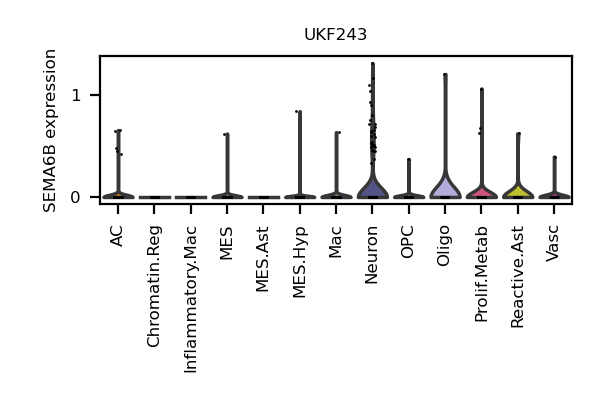 UKF243
SEMA6B expression
1
0
AC
Chromatin.Reg
Inflammatory.Mac
MES
MES.Ast
MES.Hyp
Mac
Neuron
OPC
Oligo
Prolif.Metab
Reactive.Ast
Vasc